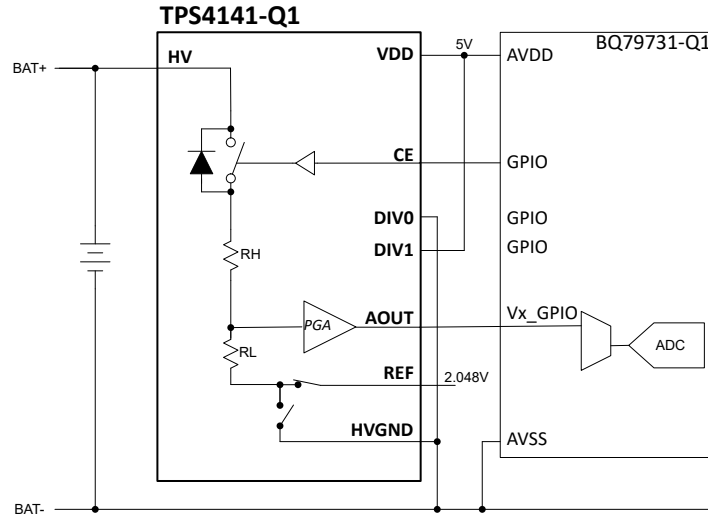 TPS4141-Q1
BQ79731-Q1
BAT+
HV
VDD
5V
AVDD
CE
GPIO
DIV0
GPIO
DIV1
GPIO
RH
PGA
AOUT
Vx_GPIO
ADC
RL
REF
2.048V
HVGND
AVSS
BAT-